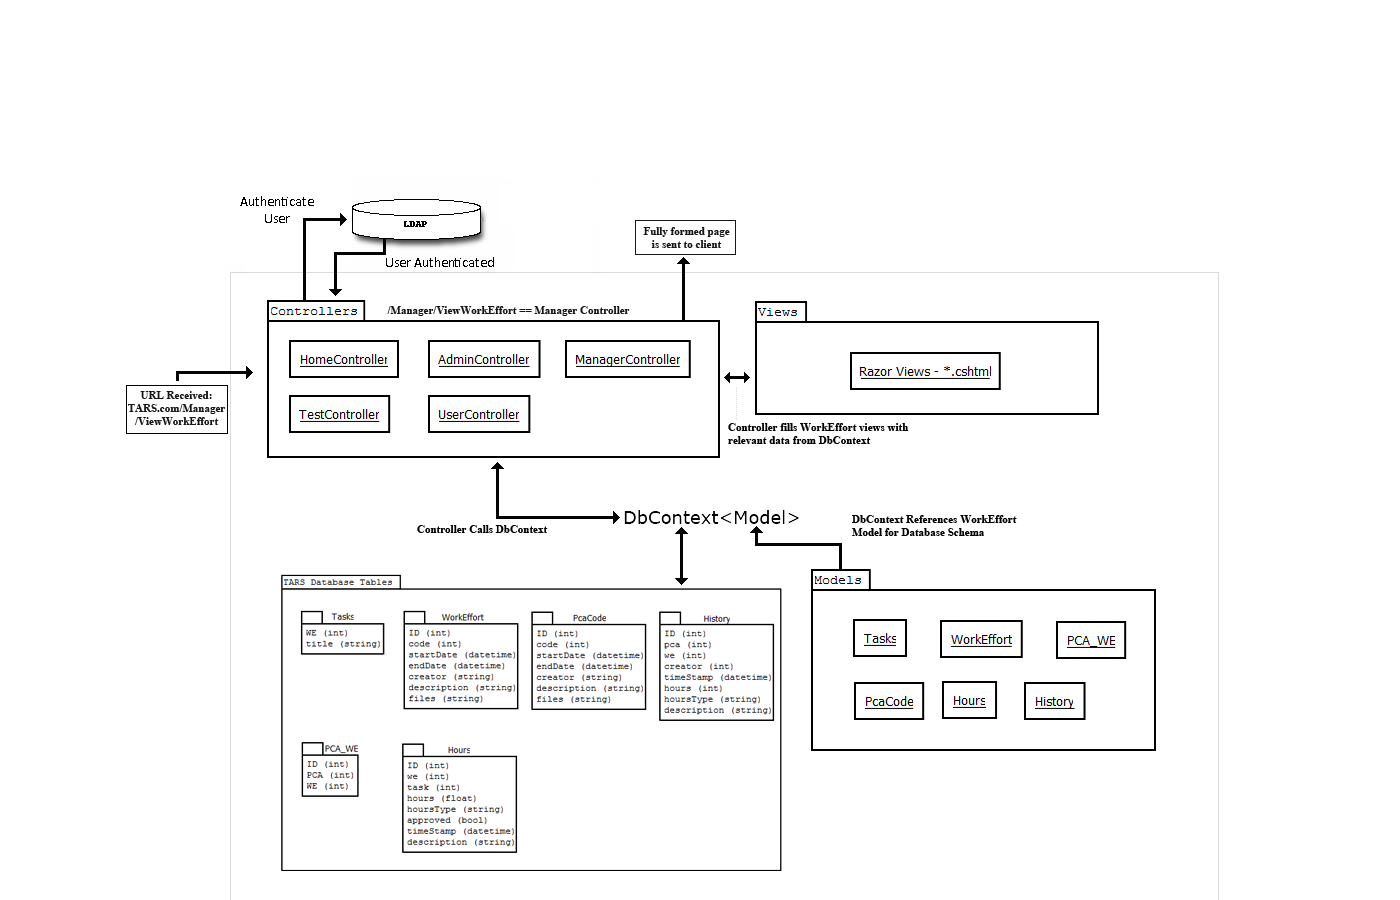 Authenticate
User
LDAP
User Authenticated
Fully formed page
is sent to client
Controllers
/Manager/ViewWorkEffort == Manager Controller
HomeController
AdminController
ManagerController
TestController
UserController
URL Received:
TARS.com/Manager
/ViewWorkEffort
Views
Razor Views - *.cshtml
Controller fills WorkEffort views with
relevant data from DbContext
Controller Calls DbContext
DbContext<Model>
DbContext References WorkEffort
Model for Database Schema
TARS Database Tables
Tasks
WE (int)
title (string)
WorkEffort
ID (int)
code (int)
startDate (datetime)
endDate (datetime)
creator (string)
description (string)
files (string)
PcaCode
ID (int)
code (int)
startDate (datetime)
endDate (datetime)
creator (string)
description (string)
files (string)
History
ID (int)
pca (int)
we (int)
creator (int)
timeStamp (datetime)
hours (int)
hoursType (string)
description (string)
PCA_WE
ID (int)
PCA (int)
WE (int)
Hours
ID (int)
we (int)
task (int)
hours (float)
hoursType (string)
approved (bool)
timeStamp (datetime)
description (string)
Models
Tasks
WorkEffort
PCA_WE
PcaCode
Hours
History